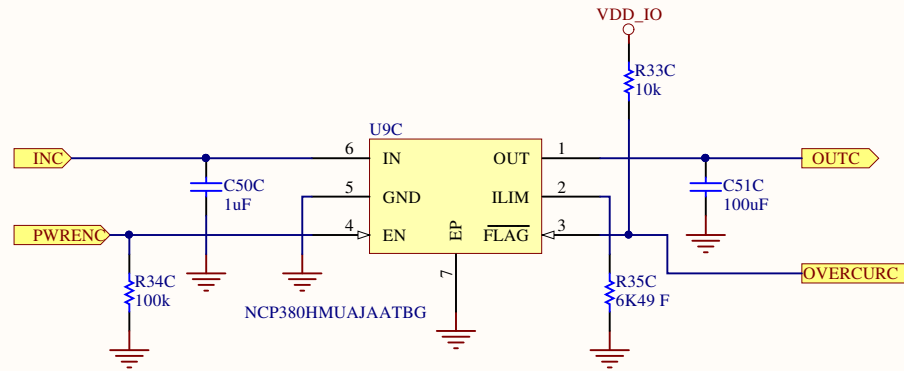 VDD_IO
R33C
10k
U9C
INC
6
IN
OUT
1
OUTC
C50C
1uF
5
GND
ILIM
2
C51C
100uF
PWRENC
4
EN
EP
FLAG
3
R34C
100k
7
R35C
6K49 F
OVERCURC
NCP380HMUAJAATBG